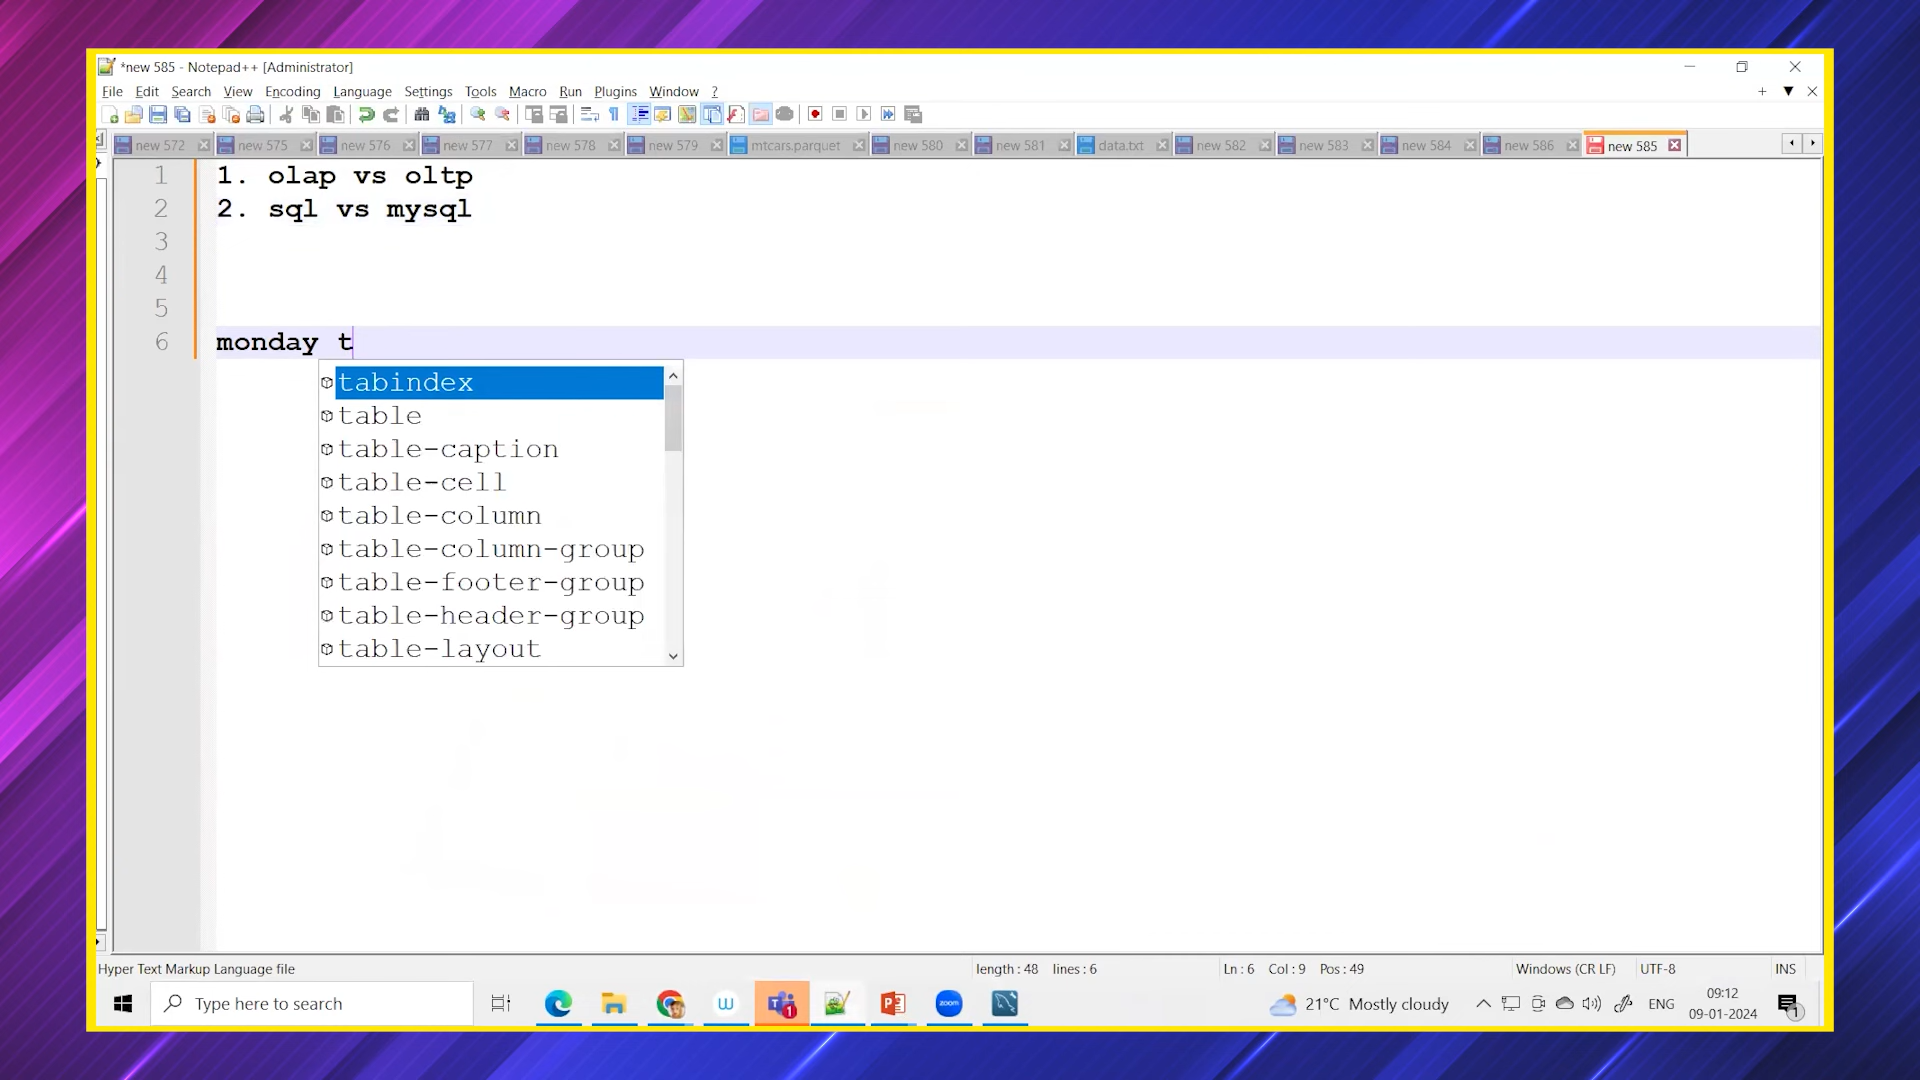 *new 585 - Notepad++ [Administrator]
File Edit Search View Encoding Language Settings Tools Macro Run Plugins Window ?
new 572 new 575 new 576 new 577 new 578 new 579 mtcars.parquet new 580 new 581 data.txt new 582 new 583 new 584 new 586 new 585
1 1. olap vs oltp
2 2. sql vs mysql
3
4
5
6 monday t
tabindex
table
table-caption
table-cell
table-column
table-column-group
table-footer-group
table-header-group
table-layout
Hyper Text Markup Language file length : 48 lines : 6 Ln : 6 Col : 9 Pos : 49 Windows (CR LF) UTF-8 INS
Type here to search W T 1 P zoom 21°C Mostly cloudy ENG 09:12 1
09-01-2024